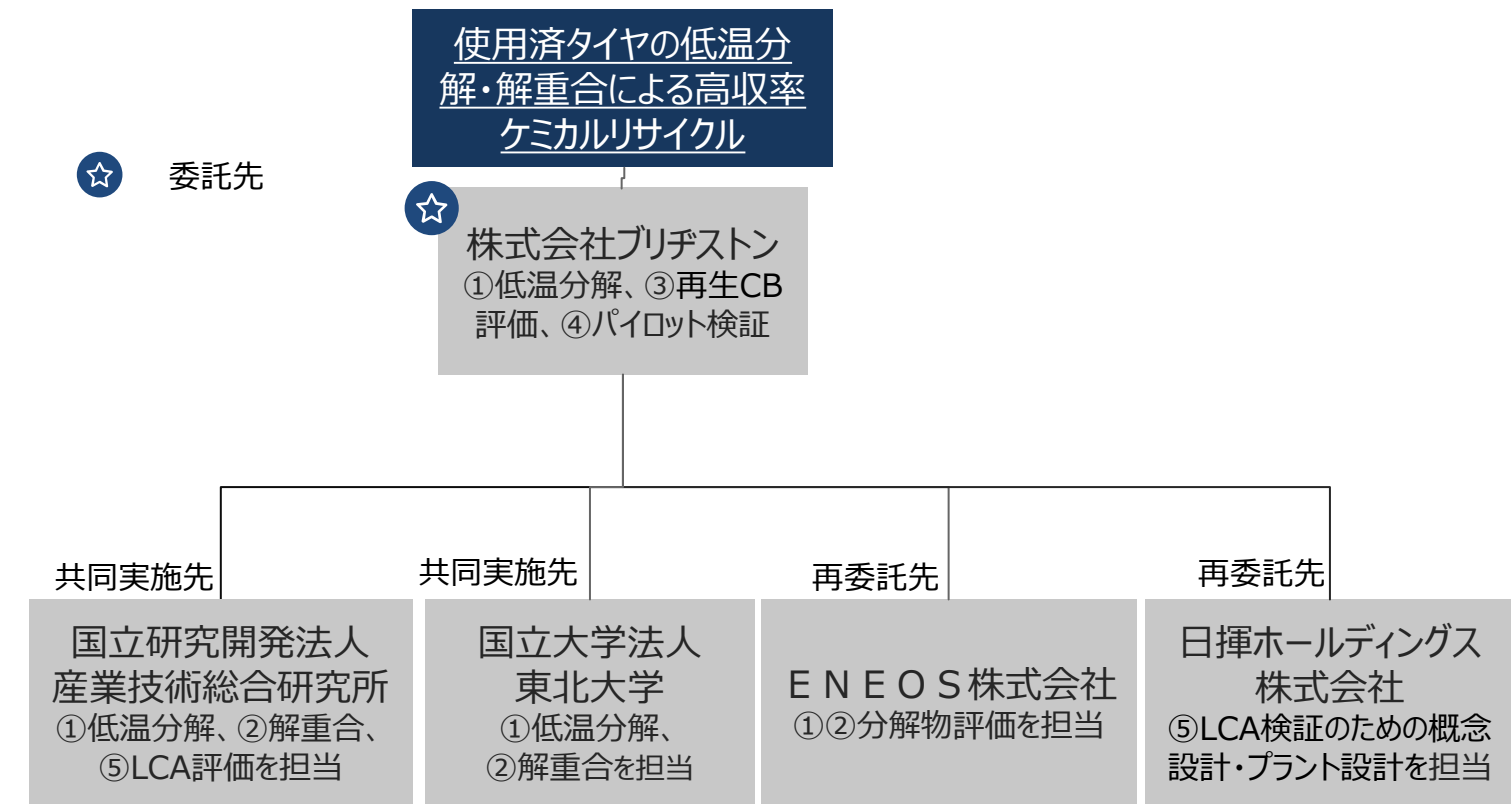 使用済タイヤの低温分
解・解重合による高収率
ケミカルリサイクル
委託先
株式会社ブリヂストン
①低温分解、③再生CB
評価、④パイロット検証
共同実施先
国立研究開発法人
産業技術総合研究所
①低温分解、②解重合、
⑤LCA評価を担当
共同実施先
国立大学法人
東北大学
①低温分解、
②解重合を担当
再委託先
ＥＮＥＯＳ株式会社
①②分解物評価を担当
再委託先
日揮ホールディングス
株式会社
⑤LCA検証のための概念
設計・プラント設計を担当